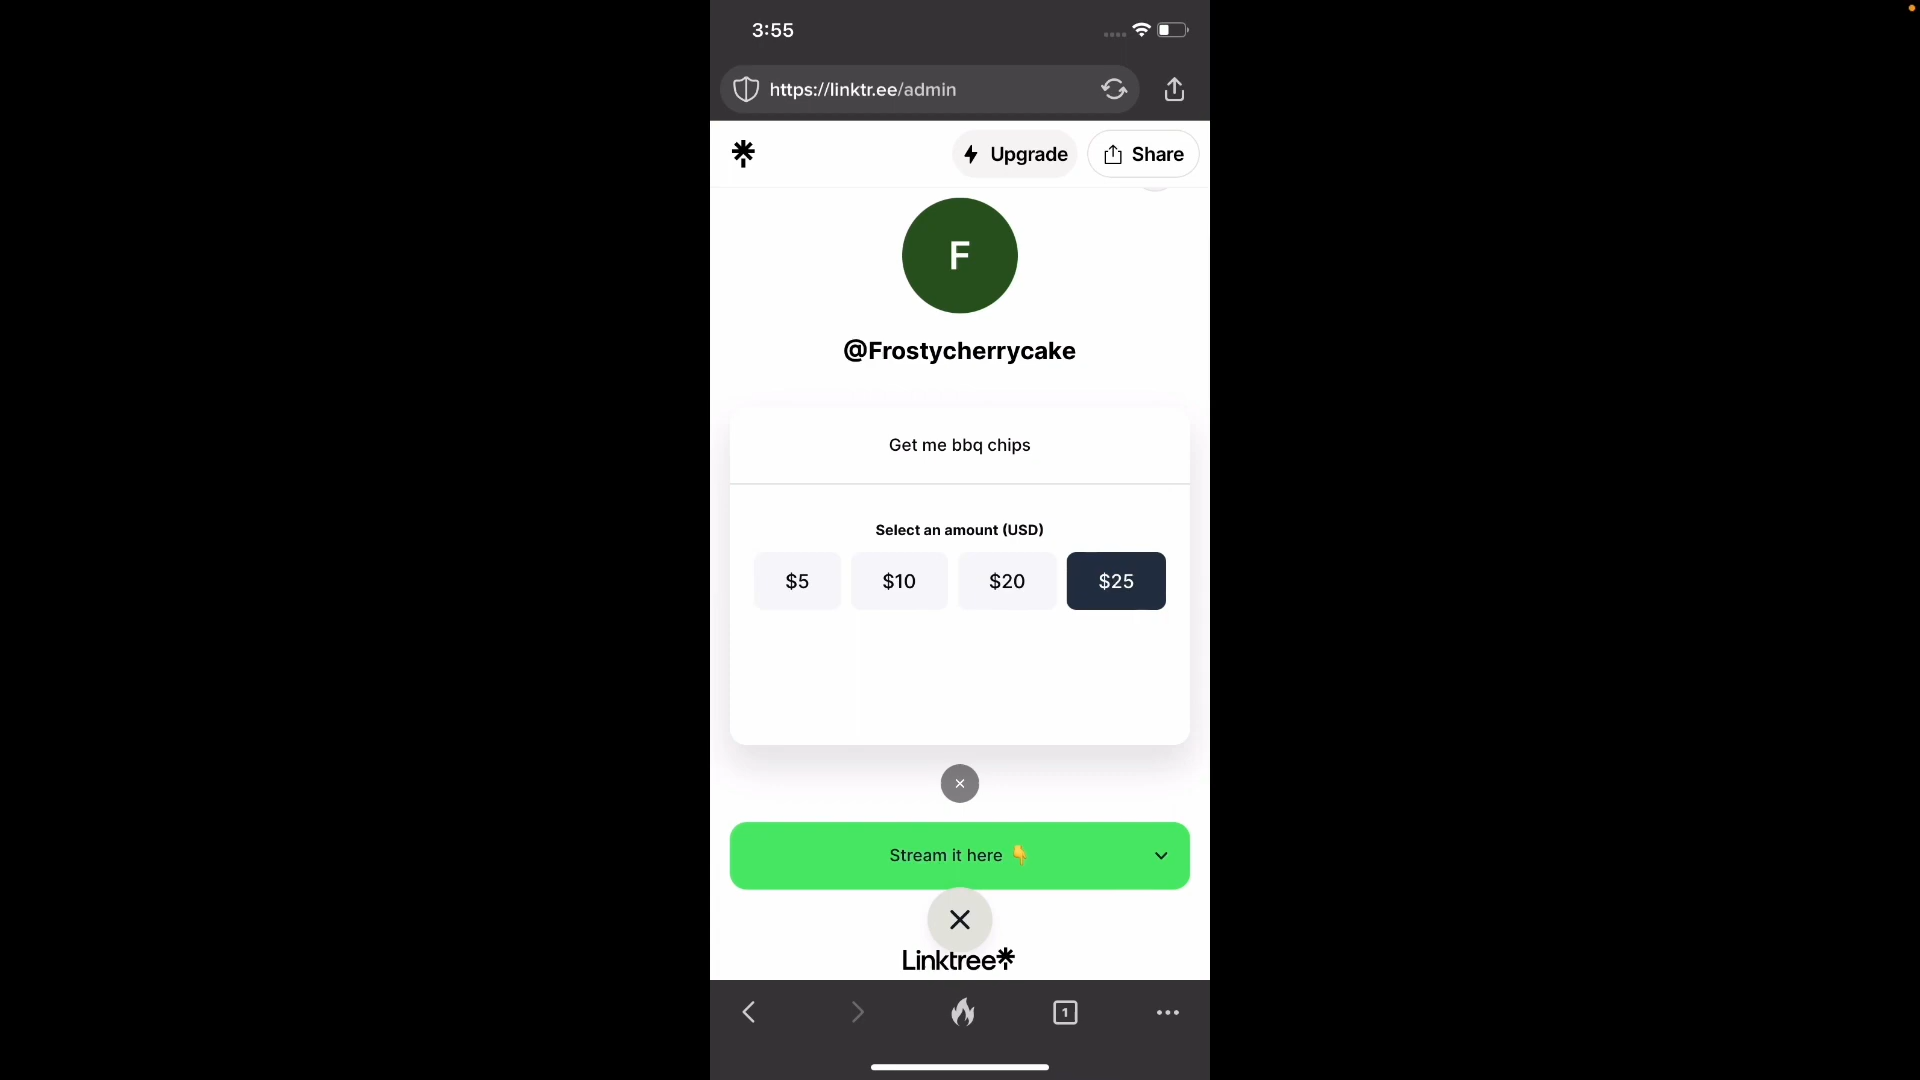 3:55
https://linktr.ee/admin
Upgrade
Share
F
@Frostycherrycake
Get me bbq chips
Select an amount (USD)
$5 $10 $20 $25
Stream it here 👇
Linktree
1